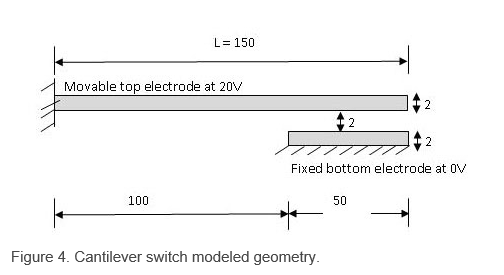 L = 150
Movable top electrode at 20V
2
2
2
Fixed bottom electrode at 0V
100
50
Figure 4. Cantilever switch modeled geometry.